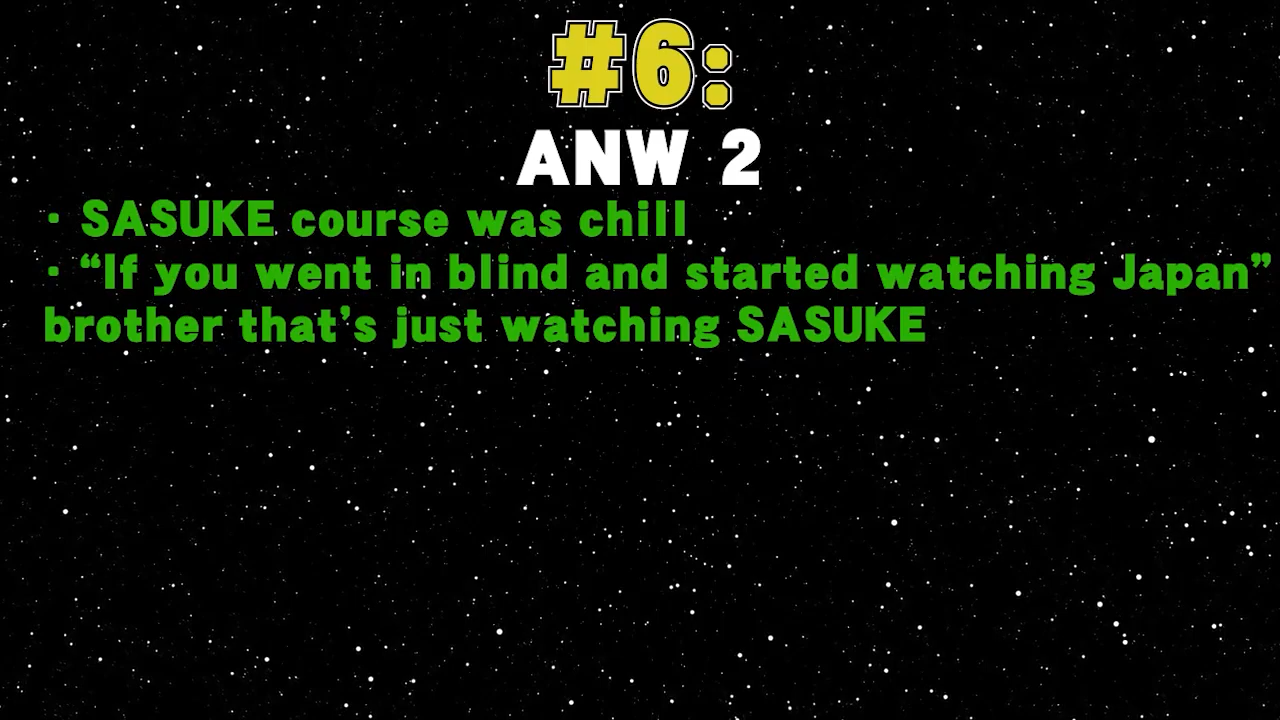 #6:
ANW 2
· SASUKE course was chill
· “If you went in blind and started watching Japan”
brother that’s just watching SASUKE